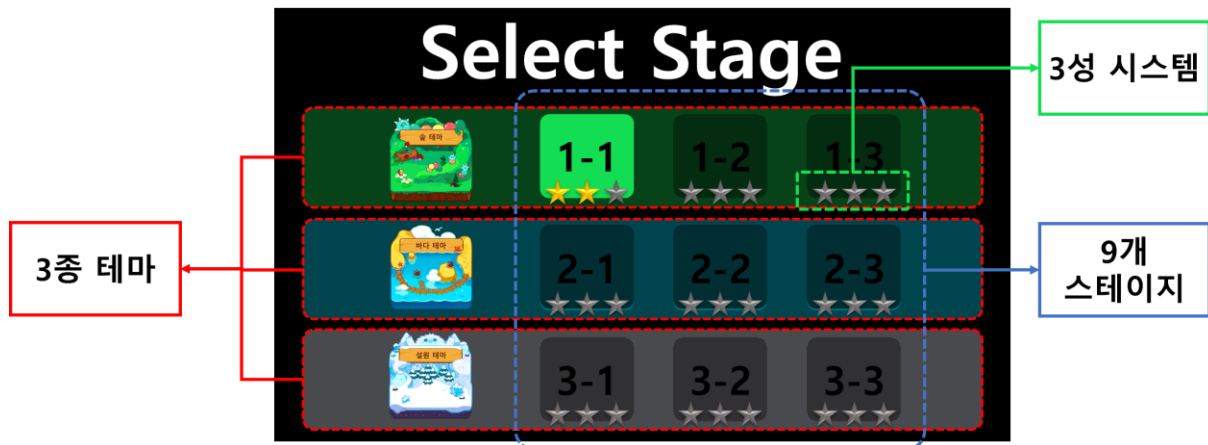 Select Stage
3성 시스템
숲 테마
1-1
1-2
1-3
3종 테마
바다 테마
2-1
2-2
2-3
9개
스테이지
설원 테마
3-1
3-2
3-3